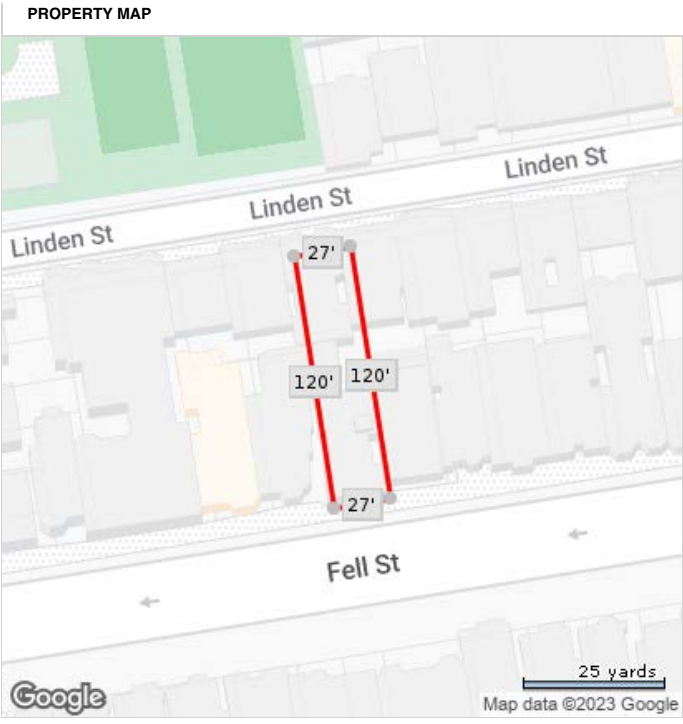 PROPERTY MAP
Linden St
Linden St
Linden St
27'
120'
120'
27'
Fell St
25 yards
Google
Map data ©2023 Google